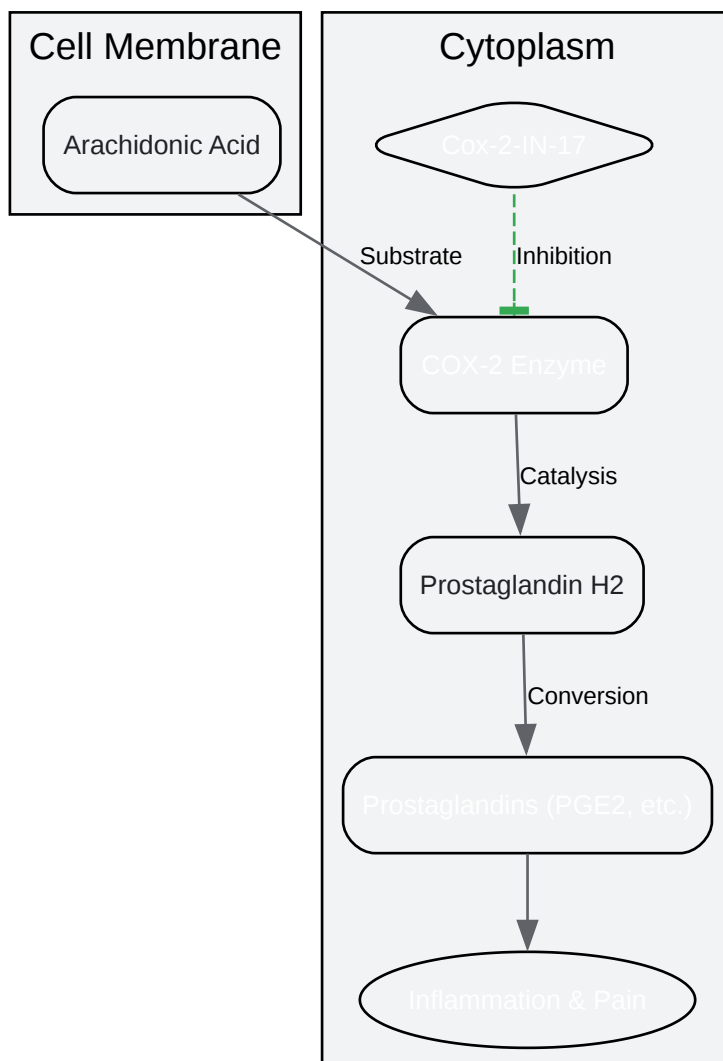 Cell Membrane
Cytoplasm
Arachidonic Acid
Cox-2-IN-17
Substrate
Inhibition
COX-2 Enzyme
Catalysis
Prostaglandin H2
Conversion
Prostaglandins (PGE2, etc.)
Inflammation & Pain